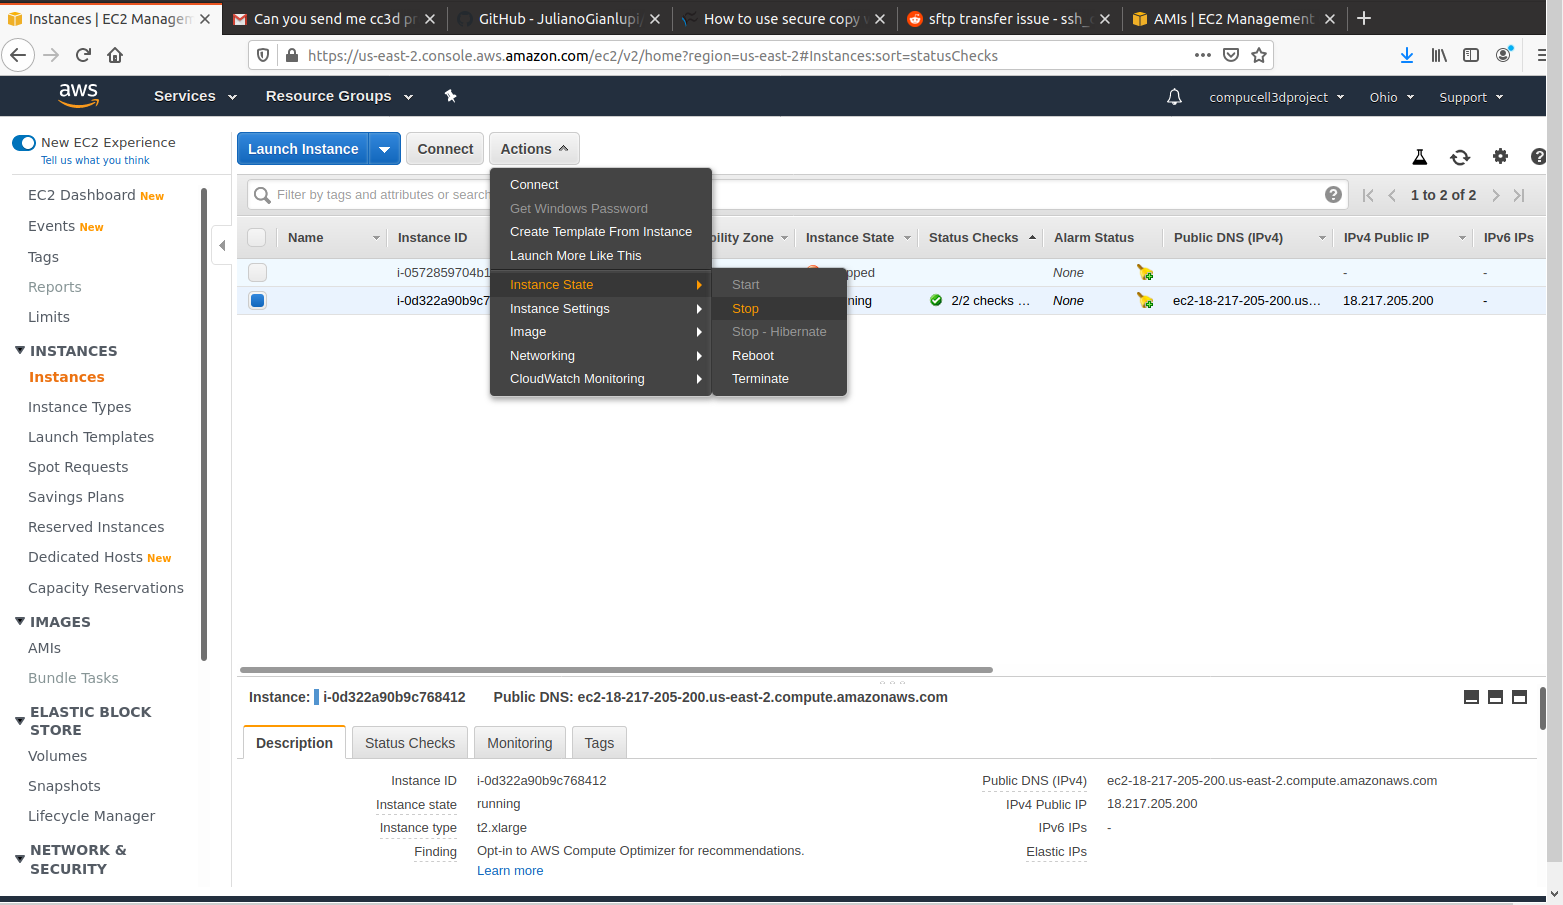 Instances | EC2 Managem
Can you send me cc3d pr
GitHub - JulianoGianlupi
How to use secure copy
sftp transfer issue - ssh_
AMIs | EC2 Management
https://us-east-2.console.aws.amazon.com/ec2/v2/home?region=us-east-2#Instances:sort=statusChecks
aws
Services
Resource Groups
compucell3dproject
Ohio
Support
New EC2 Experience
Tell us what you think
EC2 Dashboard New
Events New
Tags
Reports
Limits
INSTANCES
Instances
Instance Types
Launch Templates
Spot Requests
Savings Plans
Reserved Instances
Dedicated Hosts New
Capacity Reservations
IMAGES
AMIs
Bundle Tasks
ELASTIC BLOCK
STORE
Volumes
Snapshots
Lifecycle Manager
NETWORK &
SECURITY
Launch Instance
Connect
Actions
Filter by tags and attributes or search
1 to 2 of 2
Name
Instance ID
bility Zone
Instance State
Status Checks
Alarm Status
Public DNS (IPv4)
IPv4 Public IP
IPv6 IPs
i-0572859704b1
pped
None
-
-
i-0d322a90b9c7
ning
2/2 checks ...
None
ec2-18-217-205-200.us...
18.217.205.200
-
Connect
Get Windows Password
Create Template From Instance
Launch More Like This
Instance State
Instance Settings
Image
Networking
CloudWatch Monitoring
Start
Stop
Stop - Hibernate
Reboot
Terminate
Instance: i-0d322a90b9c768412
Public DNS: ec2-18-217-205-200.us-east-2.compute.amazonaws.com
Description
Status Checks
Monitoring
Tags
Instance ID i-0d322a90b9c768412
Public DNS (IPv4) ec2-18-217-205-200.us-east-2.compute.amazonaws.com
Instance state running
IPv4 Public IP 18.217.205.200
Instance type t2.xlarge
IPv6 IPs -
Finding Opt-in to AWS Compute Optimizer for recommendations.
Elastic IPs
Learn more